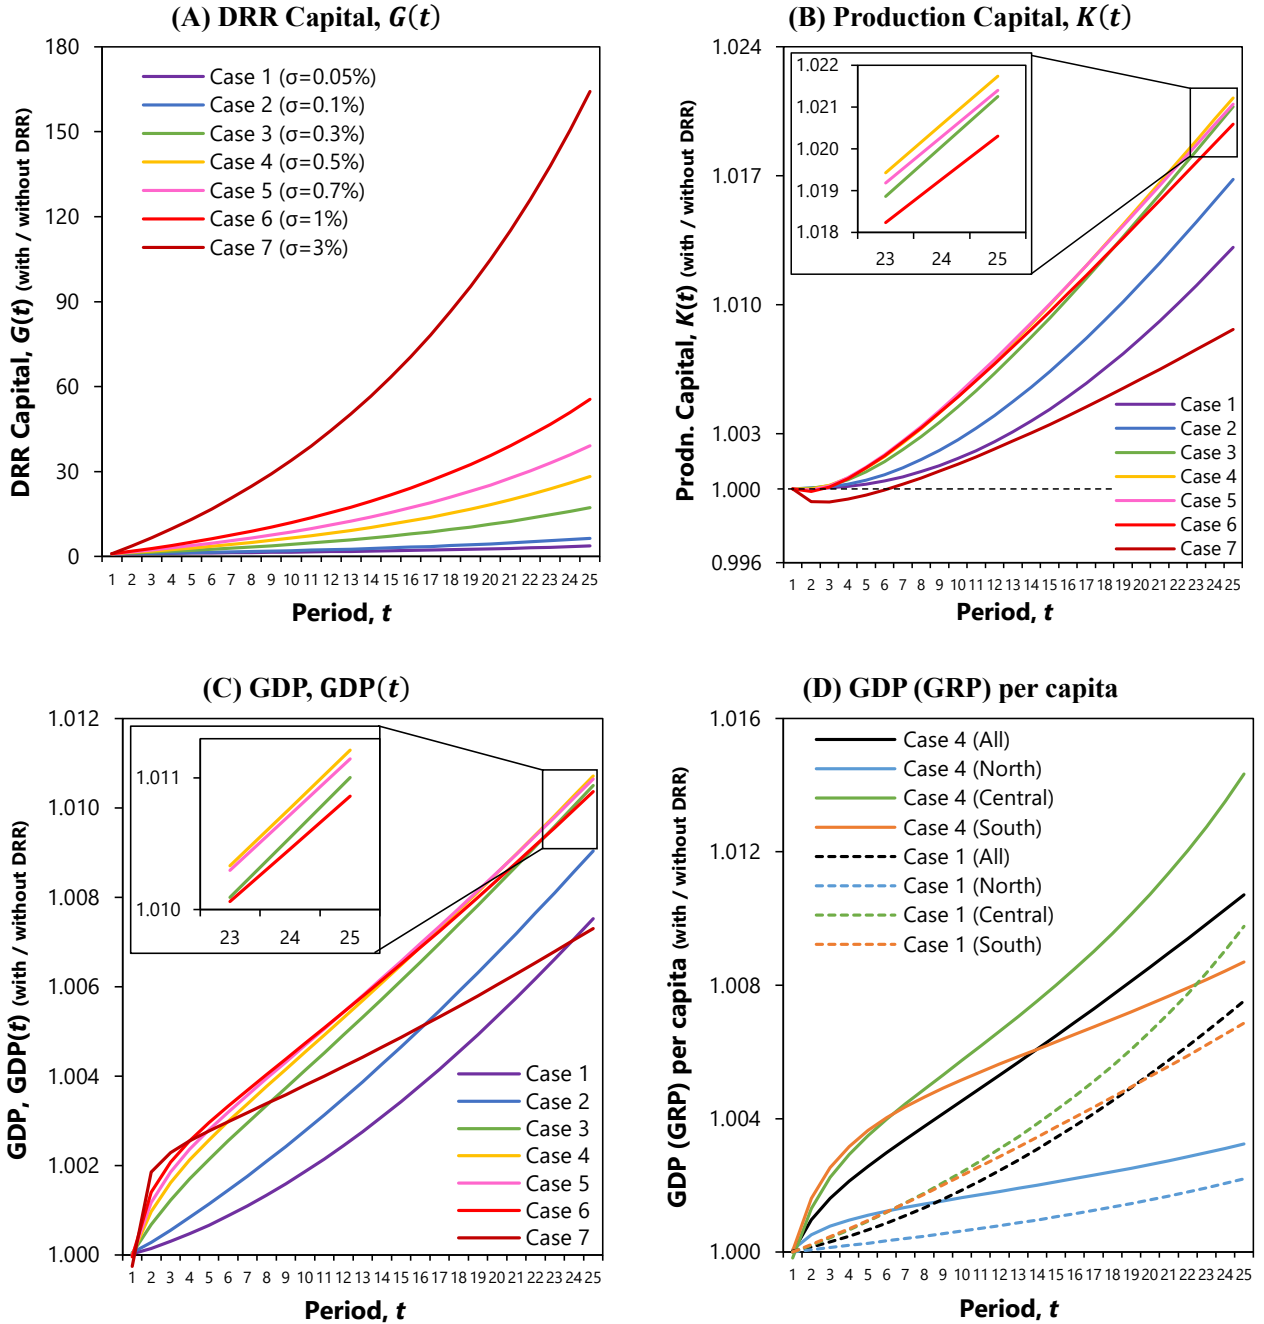 (A) DRR Capital, G(t)
180
150
120
90
60
30
0
DRR Capital, G(t) (with / without DRR)
Case 1 (σ=0.05%)
Case 2 (σ=0.1%)
Case 3 (σ=0.3%)
Case 4 (σ=0.5%)
Case 5 (σ=0.7%)
Case 6 (σ=1%)
Case 7 (σ=3%)
1 2 3 4 5 6 7 8 9 10 11 12 13 14 15 16 17 18 19 20 21 22 23 24 25
Period, t
(B) Production Capital, K(t)
1.024
1.017
1.010
1.003
1.000
0.996
Prodn. Capital, K(t) (with / without DRR)
1.022
1.021
1.020
1.019
1.018
23 24 25
Case 1
Case 2
Case 3
Case 4
Case 5
Case 6
Case 7
1 2 3 4 5 6 7 8 9 10 11 12 13 14 15 16 17 18 19 20 21 22 23 24 25
Period, t
(C) GDP, GDP(t)
1.012
1.010
1.008
1.006
1.004
1.002
1.000
GDP, GDP(t) (with / without DRR)
1.011
1.010
23 24 25
Case 1
Case 2
Case 3
Case 4
Case 5
Case 6
Case 7
1 2 3 4 5 6 7 8 9 10 11 12 13 14 15 16 17 18 19 20 21 22 23 24 25
Period, t
(D) GDP (GRP) per capita
1.016
1.012
1.008
1.004
1.000
GDP (GRP) per capita (with / without DRR)
Case 4 (All)
Case 4 (North)
Case 4 (Central)
Case 4 (South)
Case 1 (All)
Case 1 (North)
Case 1 (Central)
Case 1 (South)
1 2 3 4 5 6 7 8 9 10 11 12 13 14 15 16 17 18 19 20 21 22 23 24 25
Period, t